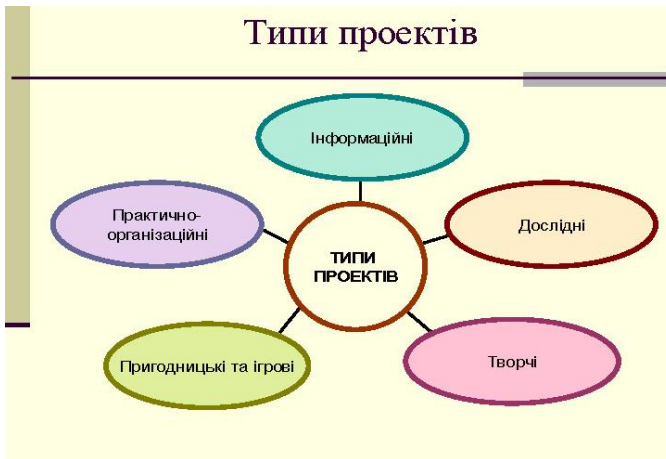 Типи проектів
Інформаційні
Практично-
організаційні
Дослідні
ТИПИ
ПРОЕКТІВ
Пригодницькі та ігрові
Творчі